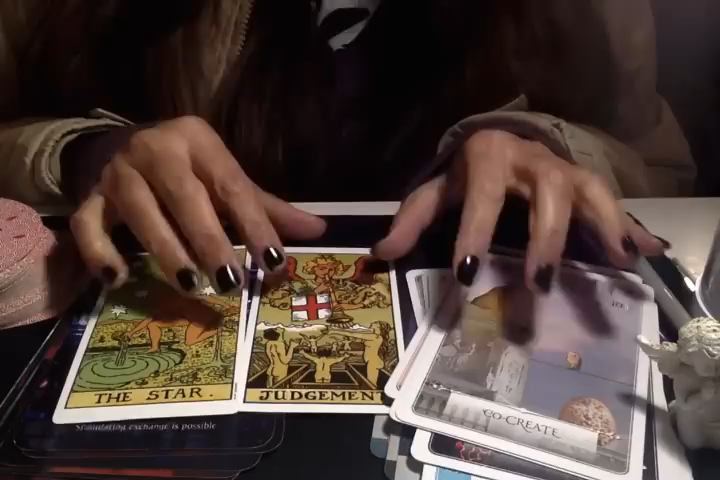 THE STAR.
JUDGEMENT
CO-CREATE
Stimulating exchange is possible